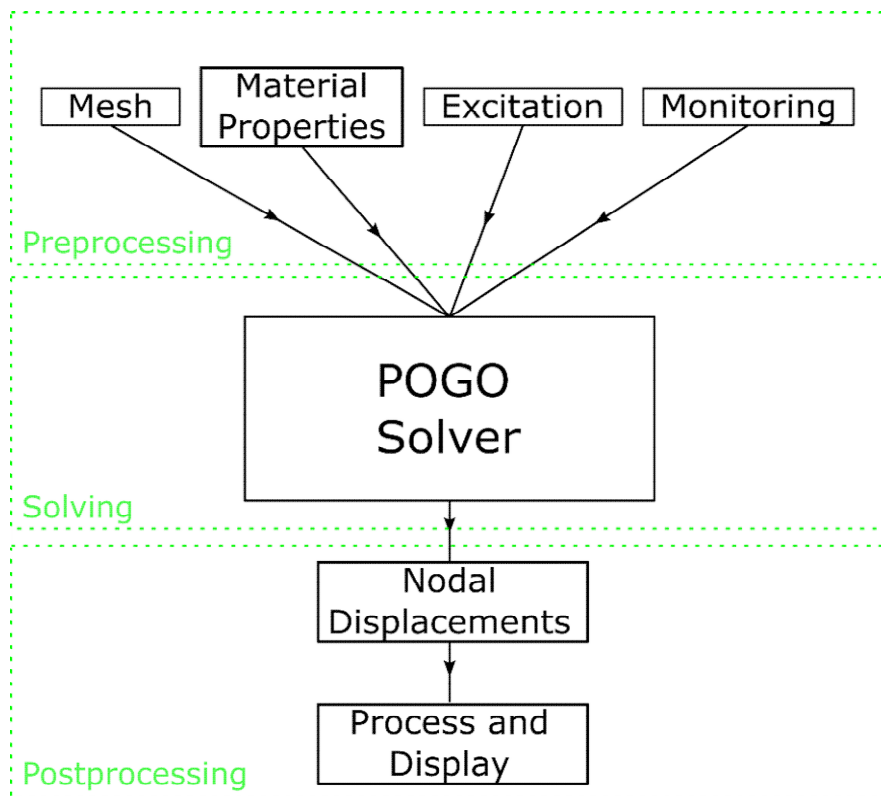 Mesh
Material
Properties
Excitation
Monitoring
Preprocessing
POGO
Solver
Solving
Nodal
Displacements
Process and
Display
Postprocessing